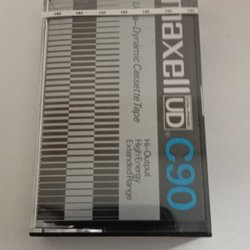 maxell
UD C90
Dynamic Cassette Tape
Hi-Output
High Energy
Extended Range